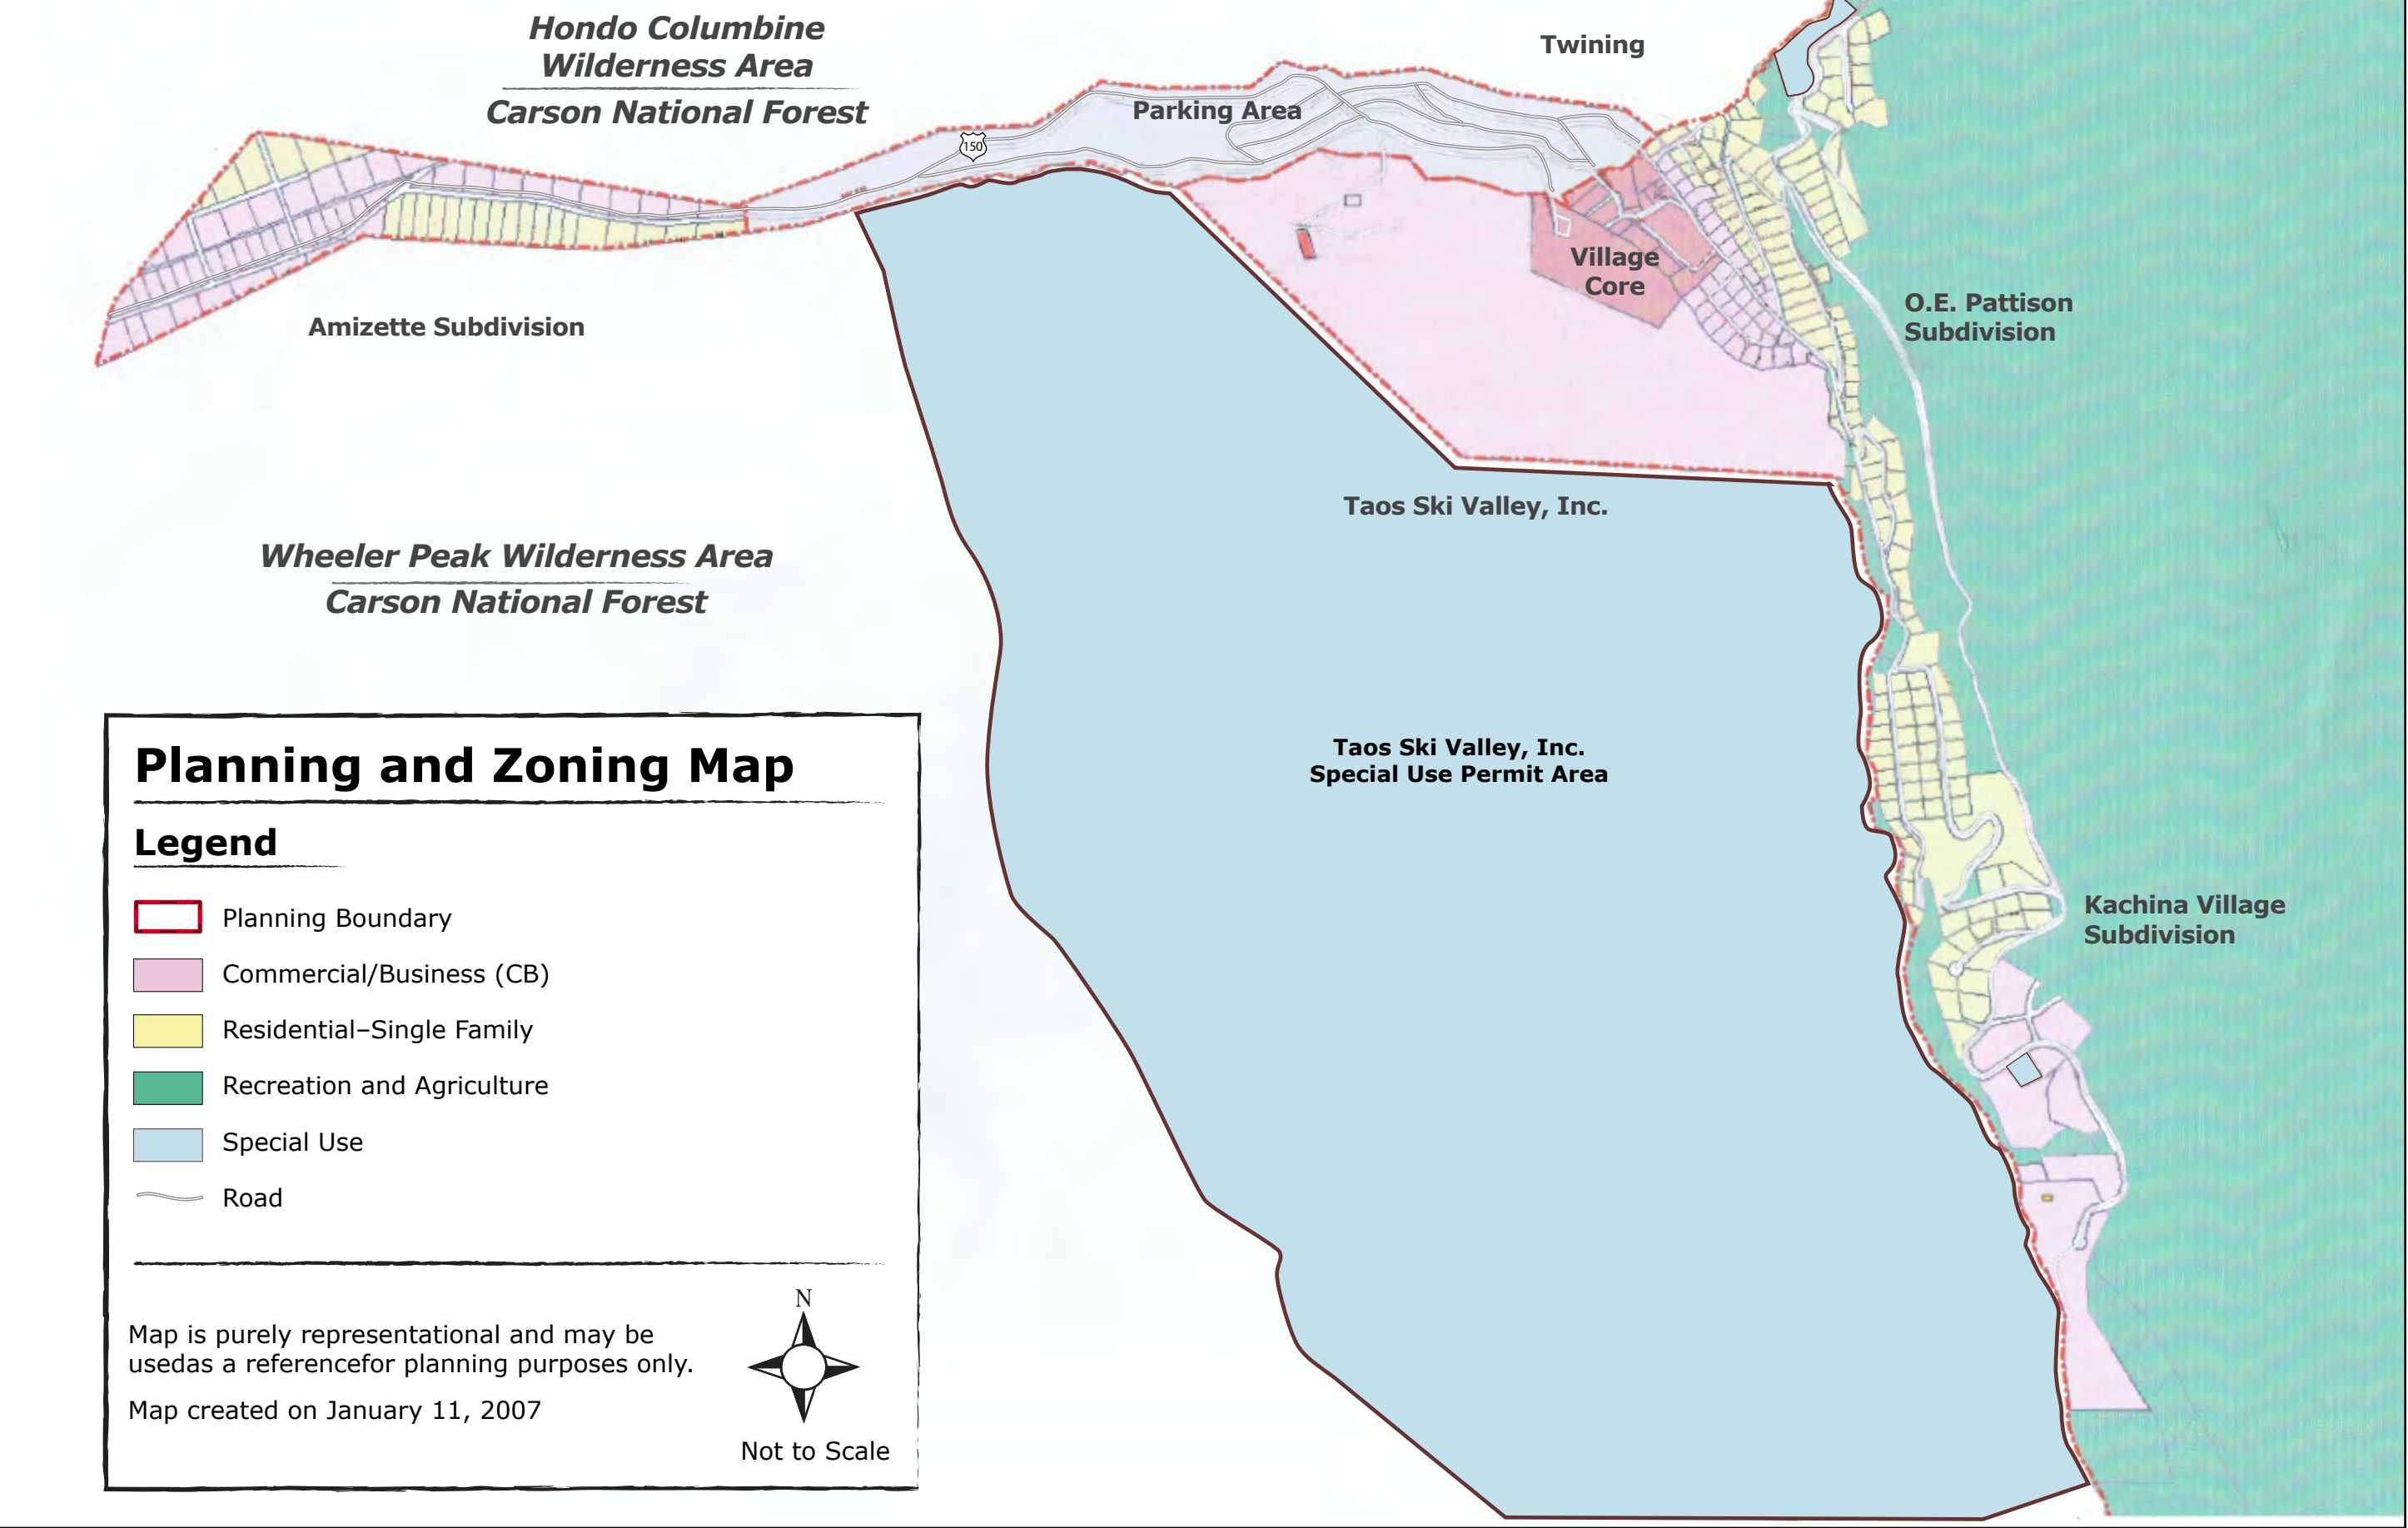 Hondo Columbine
Wilderness Area
Carson National Forest
Twining
Parking Area
150
Village
Core
O.E. Pattison
Subdivision
Amizette Subdivision
Taos Ski Valley, Inc.
Wheeler Peak Wilderness Area
Carson National Forest
Taos Ski Valley, Inc.
Special Use Permit Area
Kachina Village
Subdivision
Planning and Zoning Map
Legend
Planning Boundary
Commercial/Business (CB)
Residential–Single Family
Recreation and Agriculture
Special Use
Road
Map is purely representational and may be
usedas a referencefor planning purposes only.
Map created on January 11, 2007
N
Not to Scale